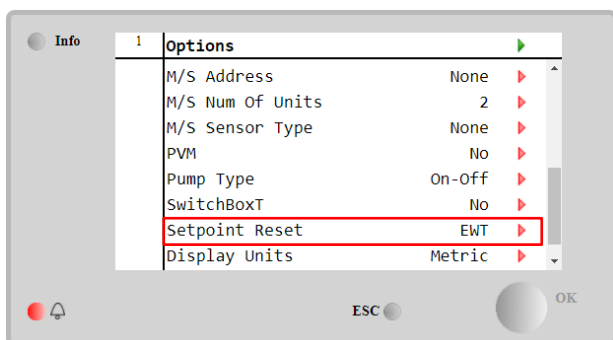 Info
1 Options
M/S Address None
M/S Num Of Units 2
M/S Sensor Type None
PVM No
Pump Type On-Off
SwitchBoxT No
Setpoint Reset EWT
Display Units Metric
ESC
OK